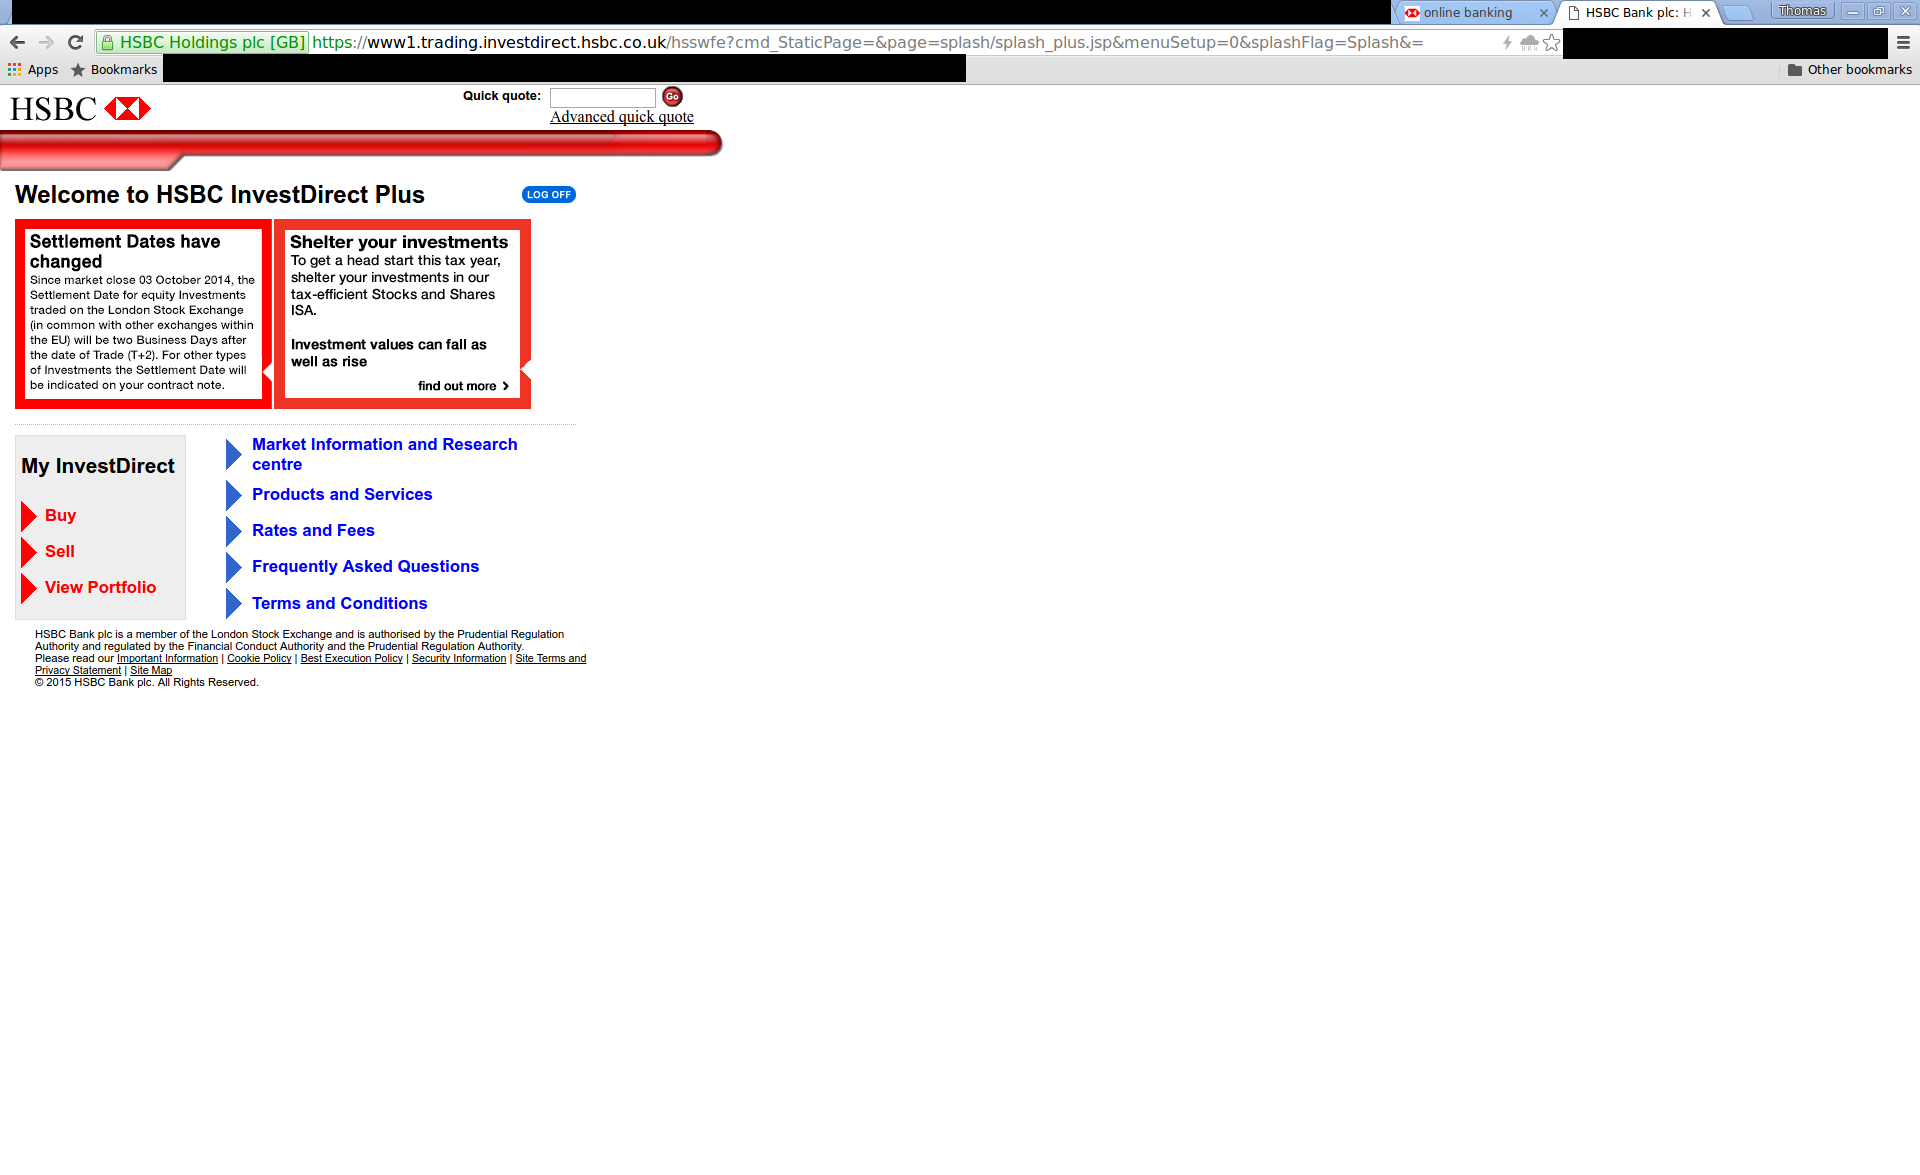 online banking
HSBC Bank plc: H
Thomas
HSBC Holdings plc [GB] https://www1.trading.investdirect.hsbc.co.uk/hsswfe?cmd_StaticPage=&page=splash/splash_plus.jsp&menuSetup=0&splashFlag=Splash&=
Apps
Bookmarks
Other bookmarks
HSBC
Quick quote:
Go
Advanced quick quote
Welcome to HSBC InvestDirect Plus
LOG OFF
Settlement Dates have
changed
Since market close 03 October 2014, the
Settlement Date for equity Investments
traded on the London Stock Exchange
(in common with other exchanges within
the EU) will be two Business Days after
the date of Trade (T+2). For other types
of Investments the Settlement Date will
be indicated on your contract note.
Shelter your investments
To get a head start this tax year,
shelter your investments in our
tax-efficient Stocks and Shares
ISA.
Investment values can fall as
well as rise
find out more
My InvestDirect
Buy
Sell
View Portfolio
Market Information and Research
centre
Products and Services
Rates and Fees
Frequently Asked Questions
Terms and Conditions
HSBC Bank plc is a member of the London Stock Exchange and is authorised by the Prudential Regulation
Authority and regulated by the Financial Conduct Authority and the Prudential Regulation Authority.
Please read our Important Information | Cookie Policy | Best Execution Policy | Security Information | Site Terms and
Privacy Statement | Site Map
© 2015 HSBC Bank plc. All Rights Reserved.